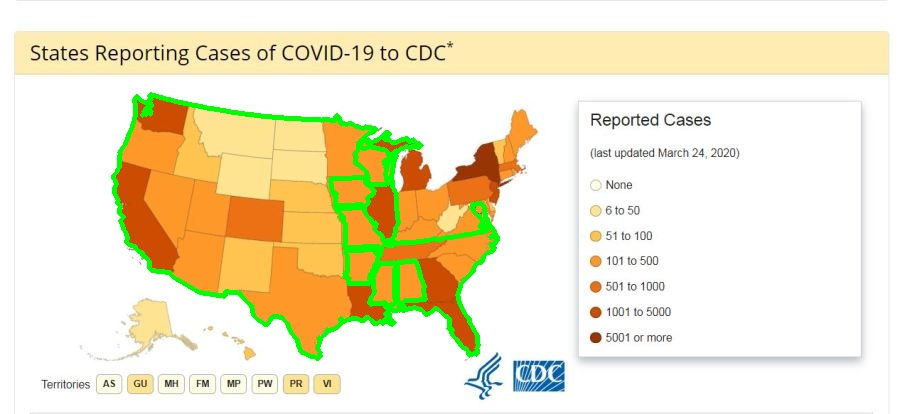 States Reporting Cases of COVID-19 to CDC*
Reported Cases
(last updated March 24, 2020)
None
6 to 50
51 to 100
101 to 500
501 to 1000
1001 to 5000
5001 or more
Territories AS GU MH FM MP PW PR VI
CDC